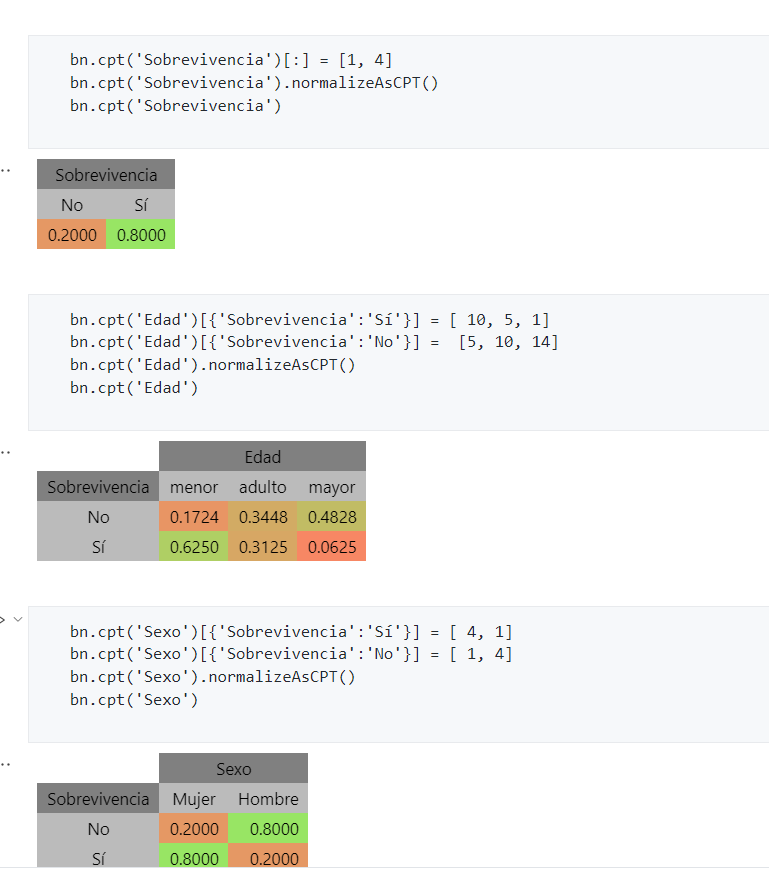 bn.cpt('Sobrevivencia')[:] = [1, 4]
bn.cpt('Sobrevivencia').normalizeAsCPT()
bn.cpt('Sobrevivencia')
Sobrevivencia
No Sí
0.2000 0.8000
bn.cpt('Edad')[{'Sobrevivencia':'Sí'}] = [ 10, 5, 1]
bn.cpt('Edad')[{'Sobrevivencia':'No'}] =  [5, 10, 14]
bn.cpt('Edad').normalizeAsCPT()
bn.cpt('Edad')
Edad
Sobrevivencia menor adulto mayor
No 0.1724 0.3448 0.4828
Sí 0.6250 0.3125 0.0625
bn.cpt('Sexo')[{'Sobrevivencia':'Sí'}] = [ 4, 1]
bn.cpt('Sexo')[{'Sobrevivencia':'No'}] = [ 1, 4]
bn.cpt('Sexo').normalizeAsCPT()
bn.cpt('Sexo')
Sexo
Sobrevivencia Mujer Hombre
No 0.2000 0.8000
Sí 0.8000 0.2000